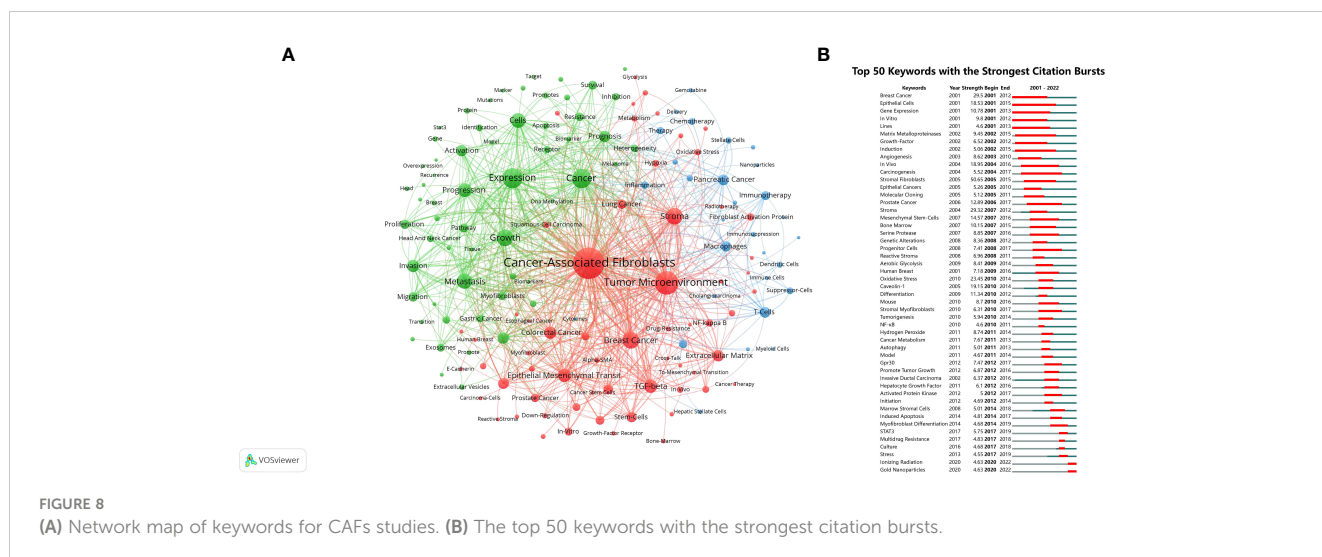 A
Target
Glycolysis
Marker
Survival
Gemcitabine
Mutations
Promotes
Inhibition
Protein
Delivery
Cells
Resistance
Metabolism
Chemotherapy
Stat3
Identification
Apoptosis
Therapy
Gene
Biomarker
Prognosis
Model
Stellate Cells
Activation
Receptor
Heterogeneity
Oxidative Stress
Overexpression
Melanoma
Hypoxia
Nanoparticles
Recurrence
Expression
Cancer
Pancreatic Cancer
Head
Progression
Inflammation
Immunotherapy
Breast
DNA Methylation
Lung Cancer
Radiotherapy
Proliferation
Stroma
Fibroblast Activation Protein
Pathway
Squamous-Cell Carcinoma
Head And Neck Cancer
Growth
Immunosuppression
Tissue
Macrophages
Cancer-Associated Fibroblasts
Dendritic Cells
Invasion
Immune Cells
Metastasis
Biomarkers
Tumor Microenvironment
Suppressor-Cells
Migration
Myofibroblasts
Cholangiocarcinoma
T-Cells
Transition
Gastric Cancer
Esophageal Cancer
Cytokines
NF-kappa B
Colorectal Cancer
Drug Resistance
Human Breast
Breast Cancer
Exosomes
Promote
Myofibroblast
Myeloid Cells
Alpha-SMA
Cross-Talk
Extracellular Matrix
E-Cadherin
Epithelial Mesenchymal Transit
To-Mesenchymal Transition
Extracellular Vesicles
TGF-beta
Cancer Therapy
Carcinoma-Cells
Cancer Stem-Cells
In-Vivo
Prostate Cancer
Hepatic Stellate Cells
Reactive Stroma
Down-Regulation
Stem-Cells
In-Vitro
Growth-Factor Receptor
Bone-Marrow
VOSviewer
B
Top 50 Keywords with the Strongest Citation Bursts
Keywords Year Strength Begin End 2001 - 2022
Breast Cancer 2001 29.5 2001 2012
Epithelial Cells 2001 18.53 2001 2015
Gene Expression 2001 10.78 2001 2013
In Vitro 2001 9.8 2001 2012
Lines 2001 4.6 2001 2013
Matrix Metalloproteinases 2002 9.45 2002 2015
Growth-Factor 2002 6.52 2002 2012
Induction 2002 5.06 2002 2015
Angiogenesis 2003 8.62 2003 2010
In Vivo 2004 18.95 2004 2016
Carcinogenesis 2004 5.52 2004 2017
Stromal Fibroblasts 2005 50.65 2005 2015
Epithelial Cancers 2005 5.26 2005 2010
Molecular Cloning 2005 5.12 2005 2011
Prostate Cancer 2006 12.89 2006 2017
Stroma 2004 29.32 2007 2012
Mesenchymal Stem-Cells 2007 14.57 2007 2016
Bone Marrow 2007 10.15 2007 2015
Serine Protease 2007 8.85 2007 2016
Genetic Alterations 2008 8.36 2008 2012
Progenitor Cells 2008 7.41 2008 2017
Reactive Stroma 2008 6.96 2008 2011
Aerobic Glycolysis 2009 8.41 2009 2014
Human Breast 2001 7.18 2009 2016
Oxidative Stress 2010 23.45 2010 2014
Caveolin-1 2005 19.15 2010 2014
Differentiation 2009 11.34 2010 2012
Mouse 2010 8.7 2010 2016
Stromal Myofibroblasts 2010 6.31 2010 2017
Tumorigenesis 2010 5.94 2010 2014
NF-κB 2010 4.6 2010 2011
Hydrogen Peroxide 2011 8.74 2011 2014
Cancer Metabolism 2011 7.67 2011 2013
Autophagy 2011 5.01 2011 2013
Model 2011 4.67 2011 2014
Gpr30 2012 7.47 2012 2017
Promote Tumor Growth 2012 6.87 2012 2016
Invasive Ductal Carcinoma 2002 6.37 2012 2016
Hepatocyte Growth Factor 2011 6.1 2012 2016
Activated Protein Kinase 2012 5 2012 2017
Initiation 2012 4.69 2012 2014
Marrow Stromal Cells 2008 5.01 2014 2018
Induced Apoptosis 2014 4.81 2014 2017
Myofibroblast Differentiation 2014 4.68 2014 2019
STAT3 2017 5.75 2017 2019
Multidrug Resistance 2017 4.83 2017 2018
Culture 2016 4.68 2017 2018
Stress 2013 4.55 2017 2019
Ionizing Radiation 2020 4.63 2020 2022
Gold Nanoparticles 2020 4.63 2020 2022
FIGURE 8
(A) Network map of keywords for CAFs studies. (B) The top 50 keywords with the strongest citation bursts.